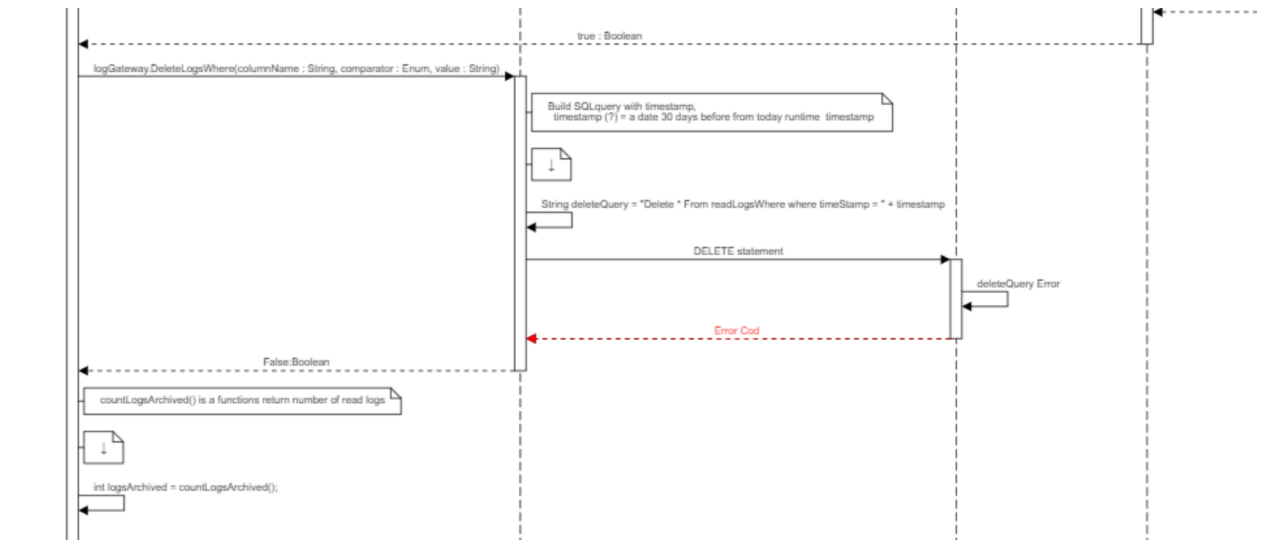 true : Boolean
logGateway.DeleteLogsWhere(columnName : String, comparator : Enum, value : String)
Build SQLquery with timestamp,
timestamp (?) = a date 30 days before from today runtime timestamp
↓
String deleteQuery = "Delete * From readLogsWhere where timeStamp = " + timestamp
DELETE statement
deleteQuery Error
Error Cod
False:Boolean
countLogsArchived() is a functions return number of read logs
↓
int logsArchived = countLogsArchived();